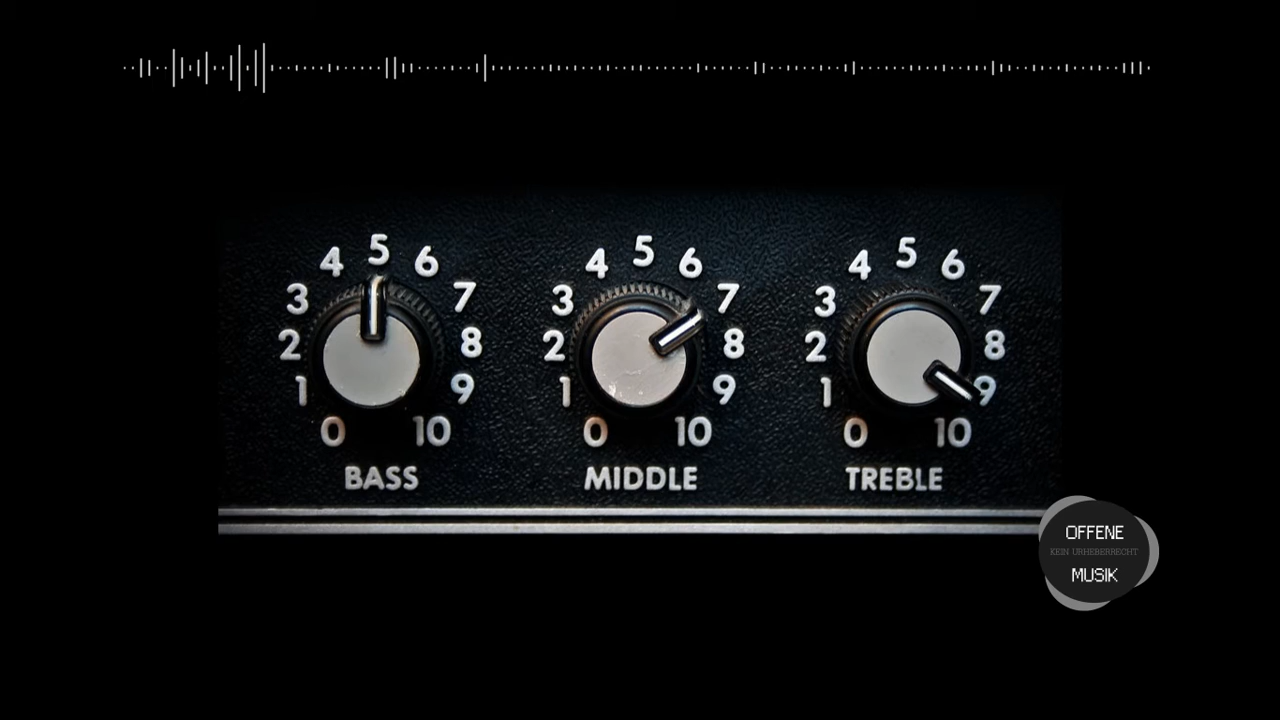 4 5 6 4 5 6 4 5 6
3 7 3 7 3 7
2 8 2 8 2 8
1 9 1 9 1 9
0 10 0 10 0 10
BASS MIDDLE TREBLE
OFFENE
KEIN URHEBERRECHT
MUSIK